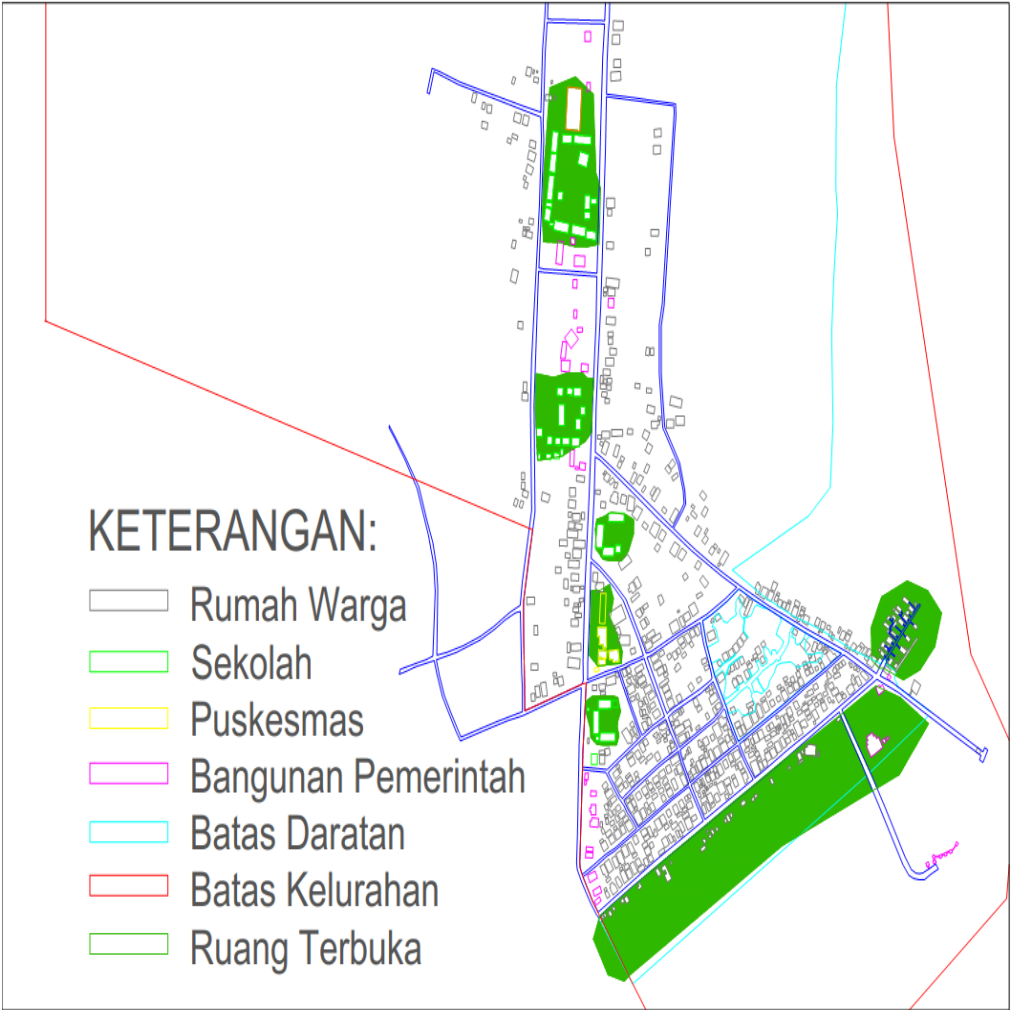 KETERANGAN:
Rumah Warga
Sekolah
Puskesmas
Bangunan Pemerintah
Batas Daratan
Batas Kelurahan
Ruang Terbuka